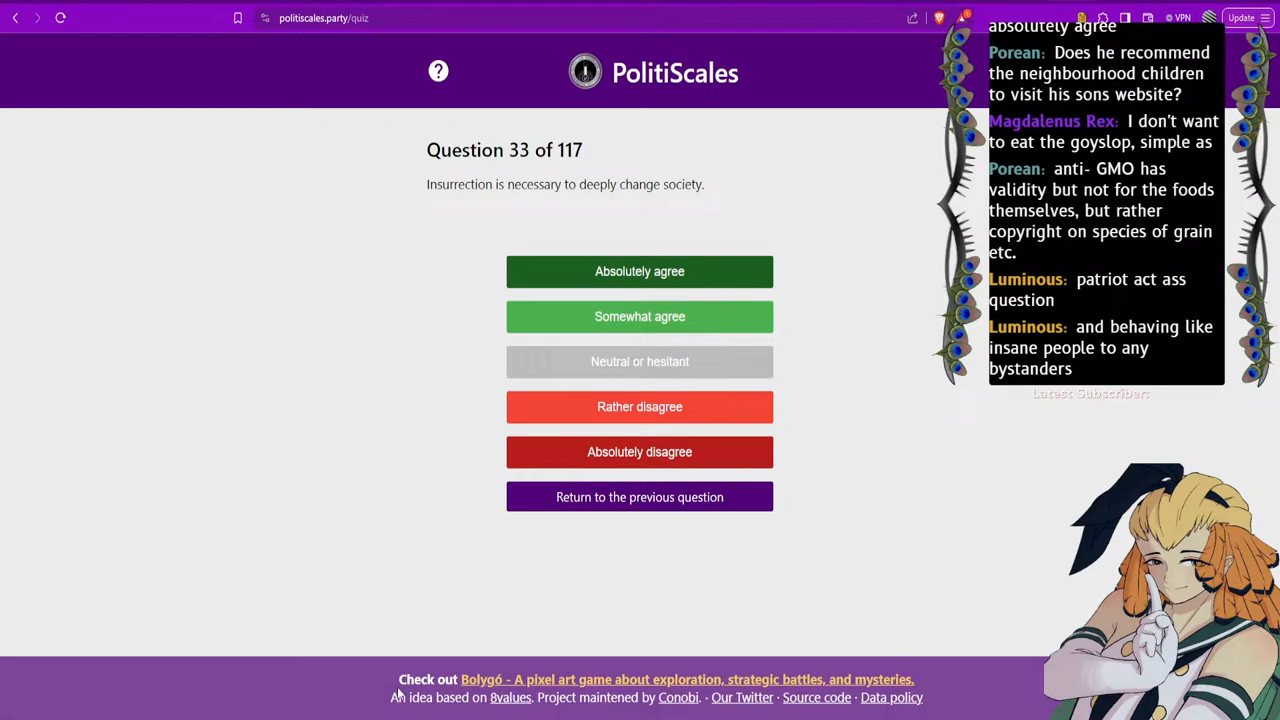 politiscales.party/quiz
VPN
Update
PolitiScales
Question 33 of 117
Insurrection is necessary to deeply change society.
Absolutely agree
Somewhat agree
Neutral or hesitant
Rather disagree
Absolutely disagree
Return to the previous question
absolutely agree
Porean: Does he recommend
the neighbourhood children
to visit his sons website?
Magdalenus Rex: I don't want
to eat the goyslop, simple as
Porean: anti- GMO has
validity but not for the foods
themselves, but rather
copyright on species of grain
etc.
Luminous: patriot act ass
question
Luminous: and behaving like
insane people to any
bystanders
Latest Subscriber:
Check out Bolygó - A pixel art game about exploration, strategic battles, and mysteries.
An idea based on 8values. Project maintened by Conobi. · Our Twitter · Source code · Data policy